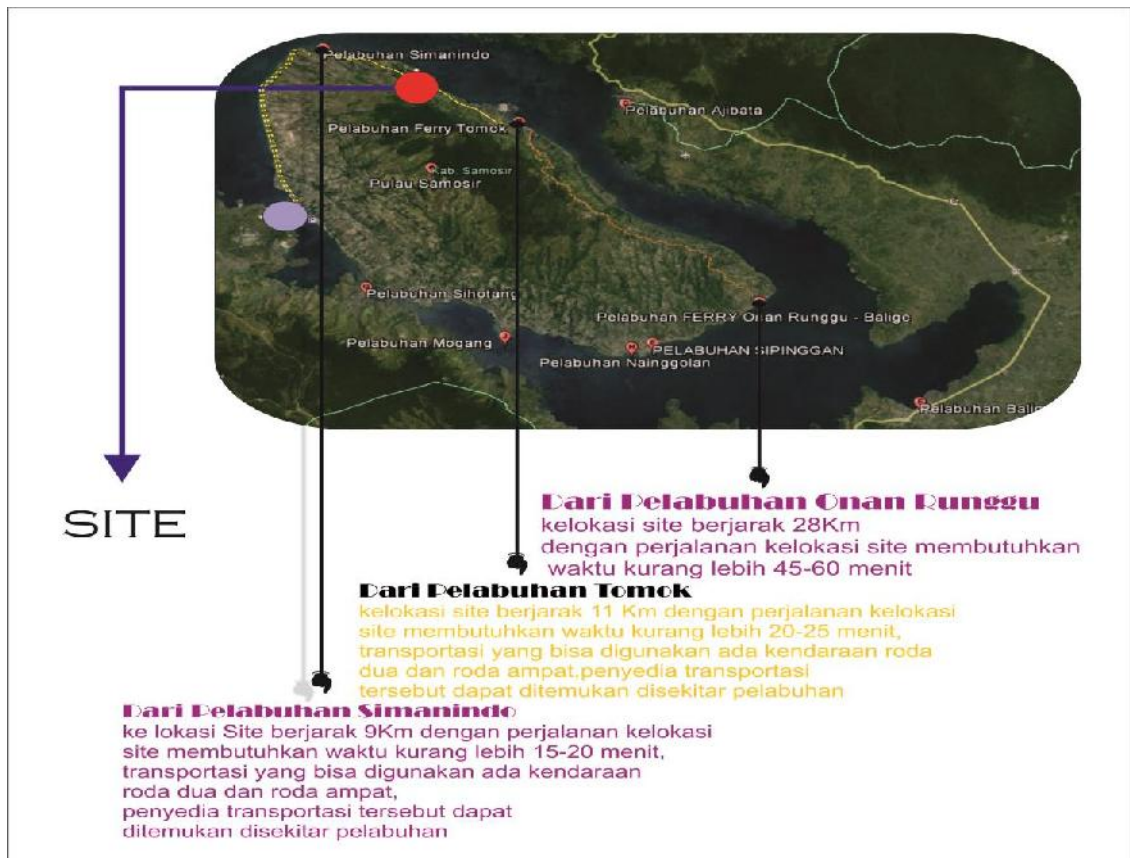 Pelabuhan Simanindo
Pelabuhan Ajibata
Pelabuhan Ferry Tomok
Kab. Samosir
Pulau Samosir
Pelabuhan Sihotang
Pelabuhan FERRY Onan Runggu - Balige
Pelabuhan Mogang
PELABUHAN SIPINGGAN
Pelabuhan Nainggolan
Pelabuhan Balig
SITE
Dari Pelabuhan Onan Runggu
kelokasi site berjarak 28Km
dengan perjalanan kelokasi site membutuhkan
waktu kurang lebih 45-60 menit
Dari Pelabuhan Tomok
kelokasi site berjarak 11 Km dengan perjalanan kelokasi
site membutuhkan waktu kurang lebih 20-25 menit,
transportasi yang bisa digunakan ada kendaraan roda
dua dan roda ampat,penyedia transportasi
tersebut dapat ditemukan disekitar pelabuhan
Dari Pelabuhan Simanindo
ke lokasi Site berjarak 9Km dengan perjalanan kelokasi
site membutuhkan waktu kurang lebih 15-20 menit,
transportasi yang bisa digunakan ada kendaraan
roda dua dan roda ampat,
penyedia transportasi tersebut dapat
ditemukan disekitar pelabuhan